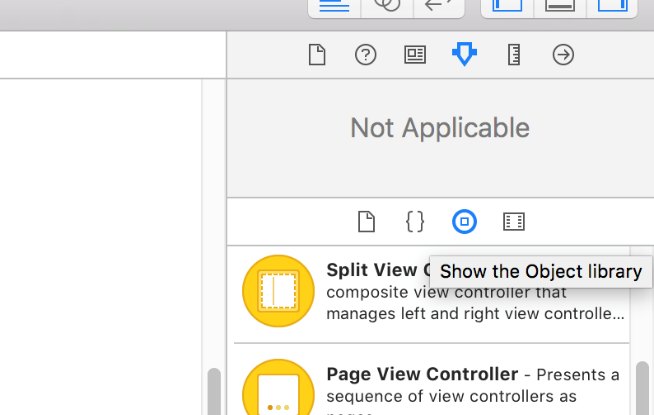 Not Applicable
Split View
Show the Object library
composite view controller that
manages left and right view controlle...
Page View Controller - Presents a
sequence of view controllers as